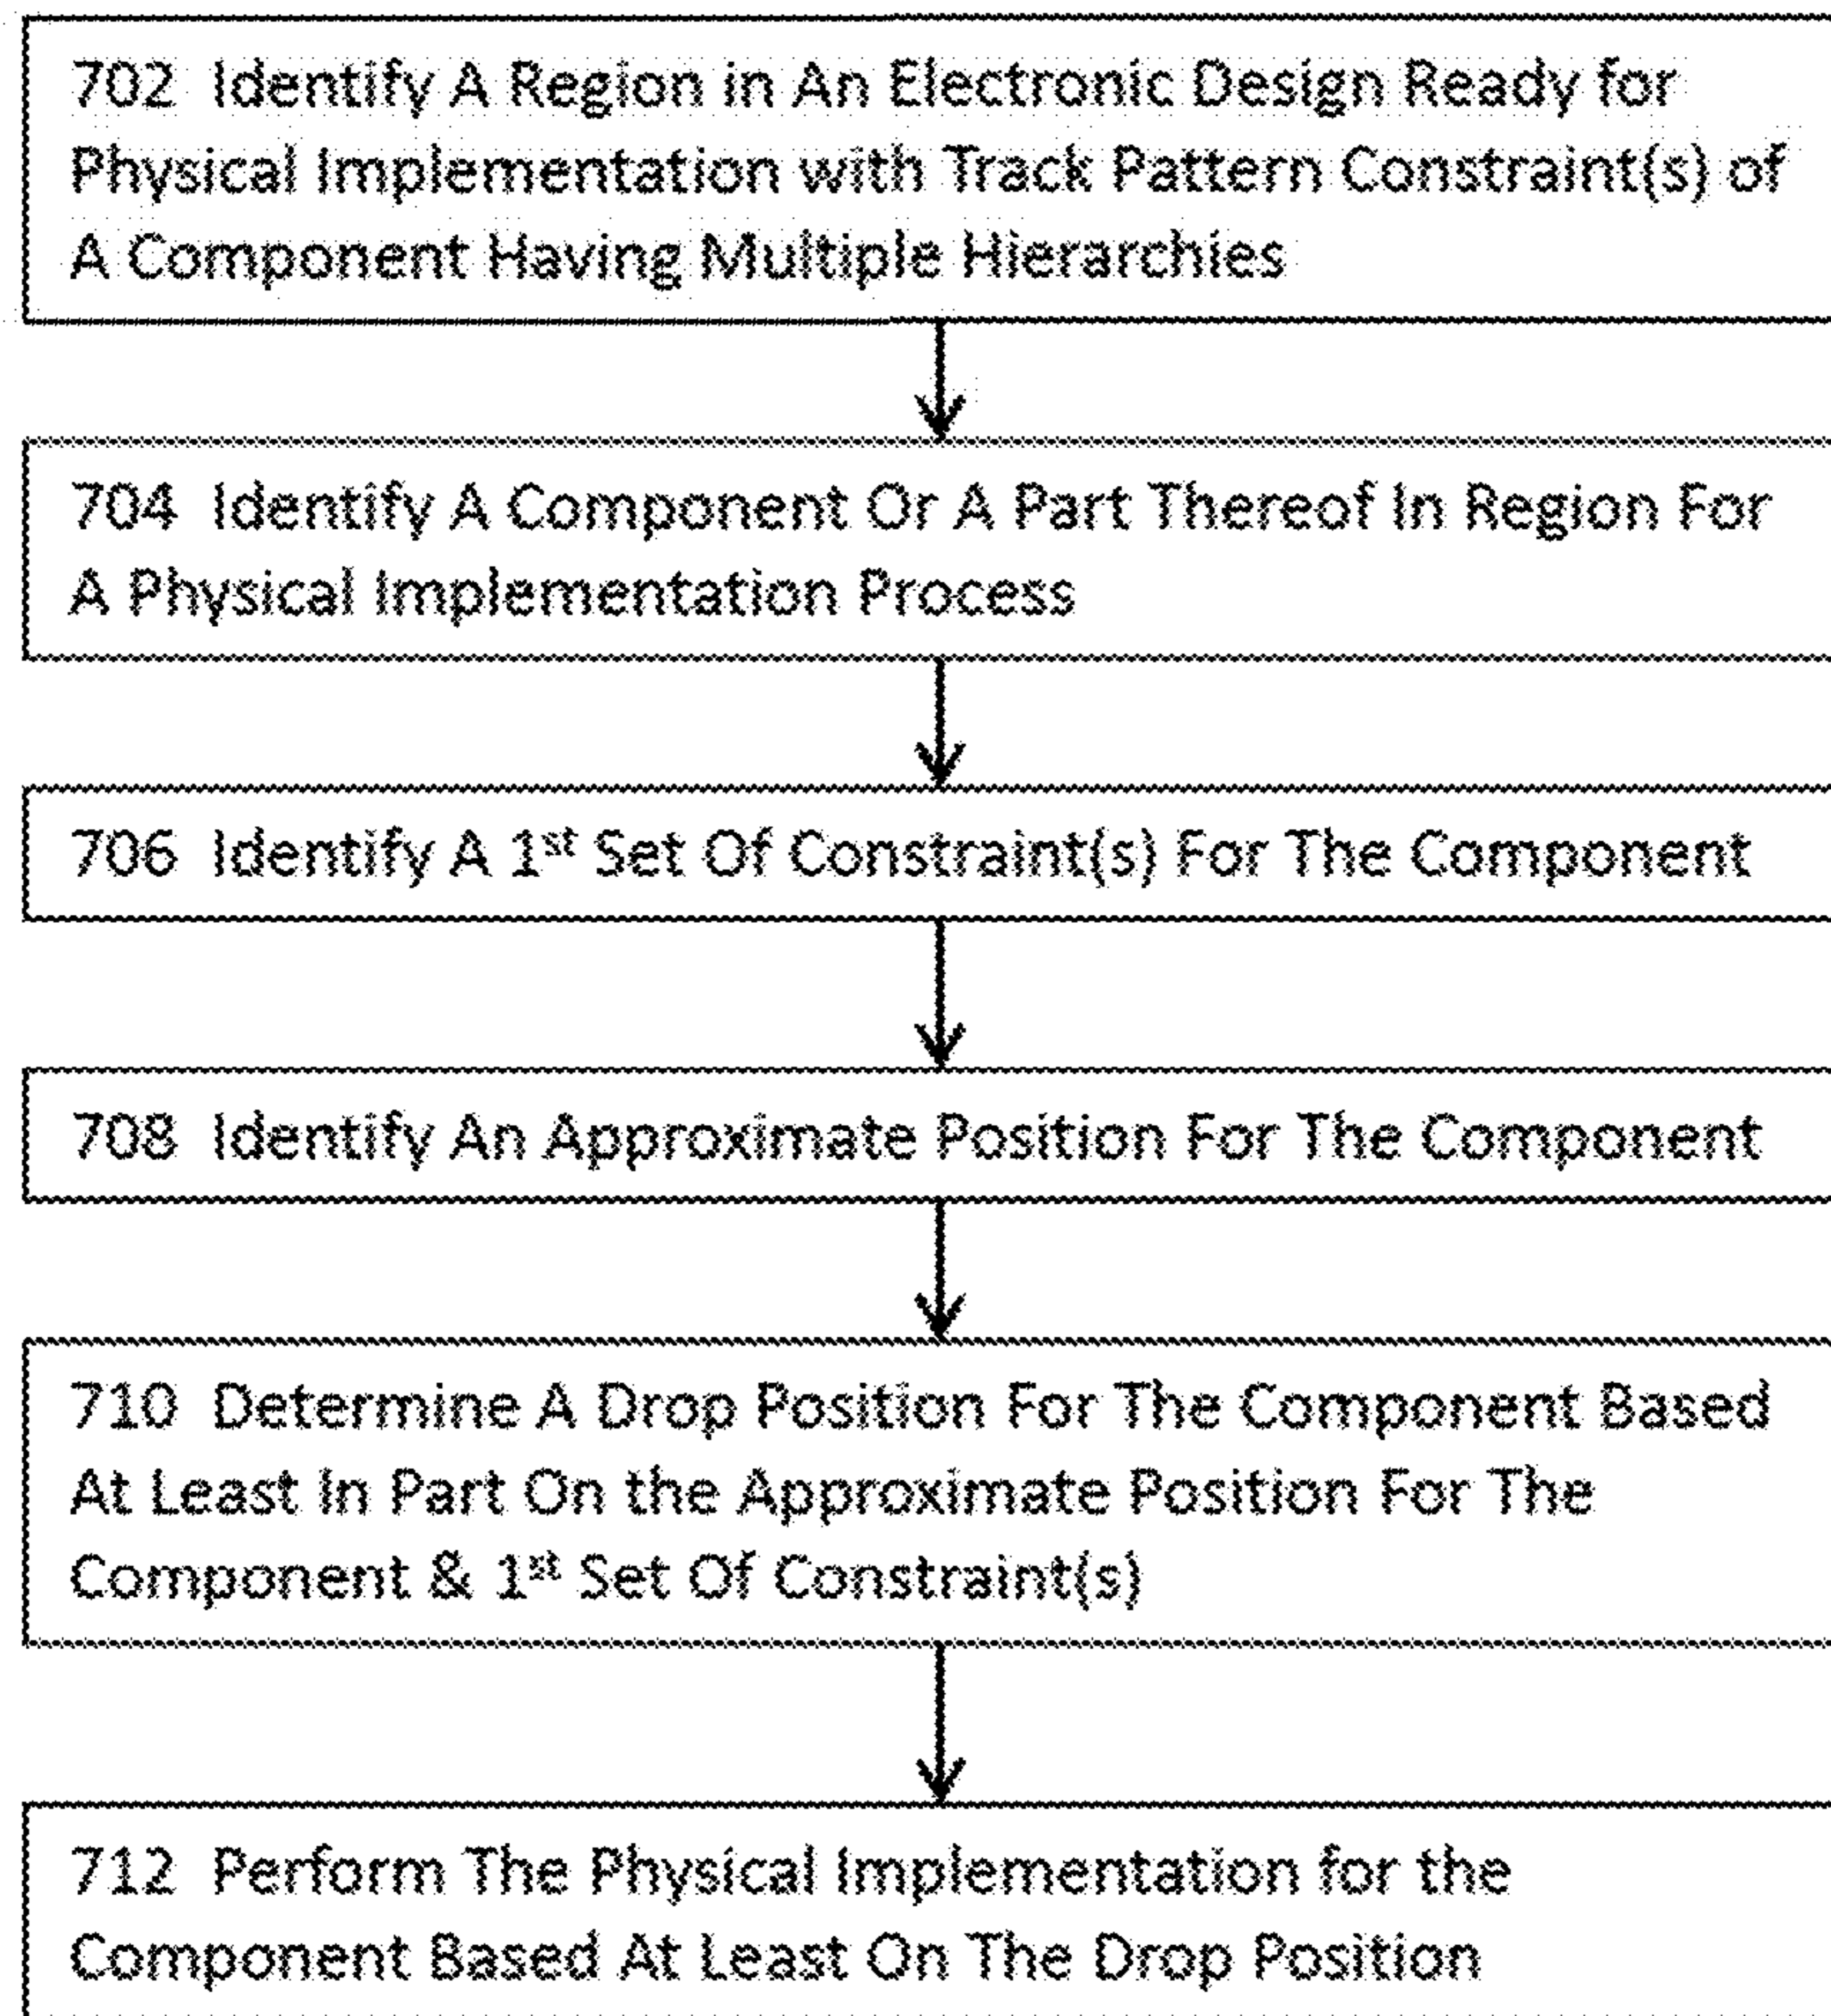 702 Identify A Region in An Electronic Design Ready for
Physical Implementation with Track Pattern Constraint(s) of
A Component Having Multiple Hierarchies
704 Identify A Component Or A Part Thereof In Region For
A Physical Implementation Process
706 Identify A 1st Set Of Constraint(s) For The Component
708 Identify An Approximate Position For The Component
710 Determine A Drop Position For The Component Based
At Least In Part On the Approximate Position For The
Component & 1st Set Of Constraint(s)
712 Perform The Physical Implementation for the
Component Based At Least On The Drop Position